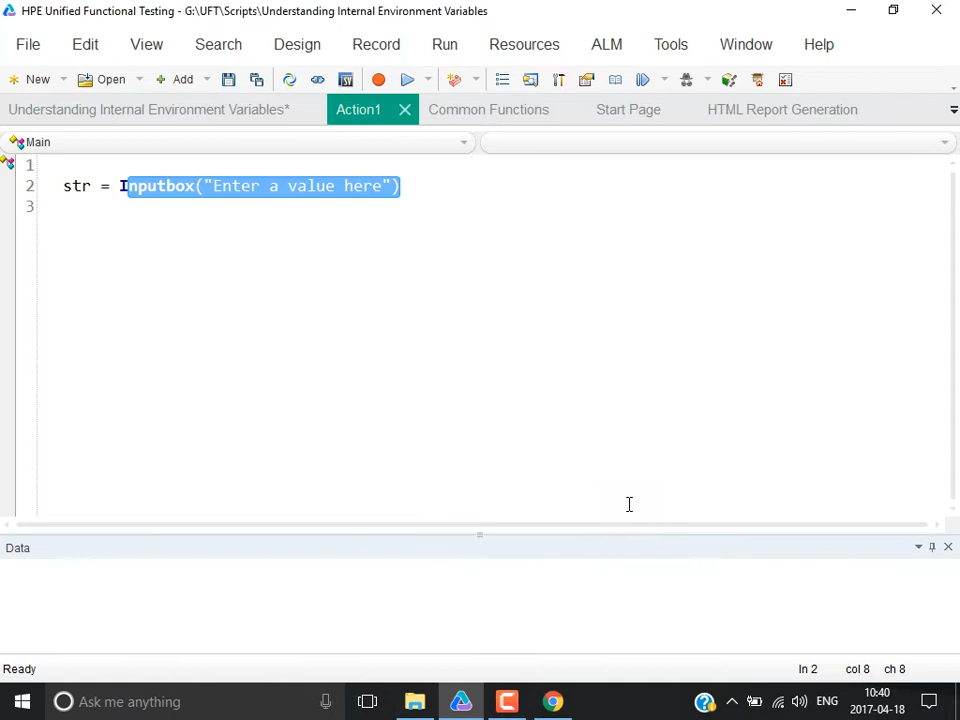 HPE Unified Functional Testing - G:\UFT\Scripts\Understanding Internal Environment Variables
File Edit View Search Design Record Run Resources ALM Tools Window Help
New Open Add
Understanding Internal Environment Variables* Action1 Common Functions Start Page HTML Report Generation
Main
1
2 str = Inputbox("Enter a value here")
3
Data
Ready ln 2 col 8 ch 8
Ask me anything ENG 10:40
2017-04-18